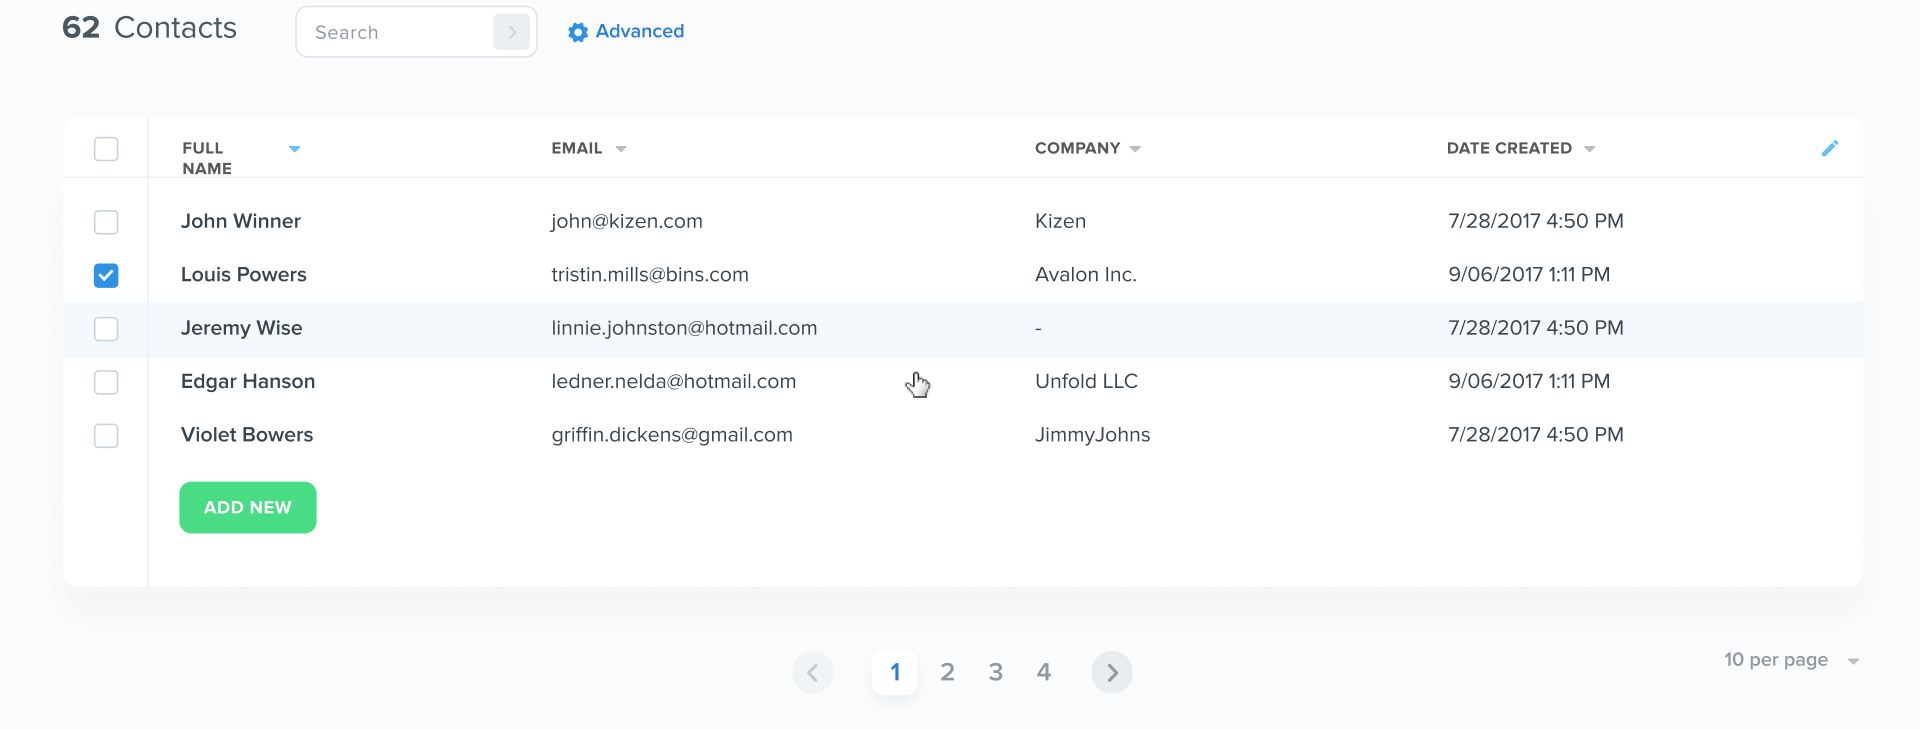 62 Contacts
Search
Advanced
FULL NAME EMAIL COMPANY DATE CREATED
John Winner john@kizen.com Kizen 7/28/2017 4:50 PM
Louis Powers tristin.mills@bins.com Avalon Inc. 9/06/2017 1:11 PM
Jeremy Wise linnie.johnston@hotmail.com - 7/28/2017 4:50 PM
Edgar Hanson ledner.nelda@hotmail.com Unfold LLC 9/06/2017 1:11 PM
Violet Bowers griffin.dickens@gmail.com JimmyJohns 7/28/2017 4:50 PM
ADD NEW
1 2 3 4
10 per page